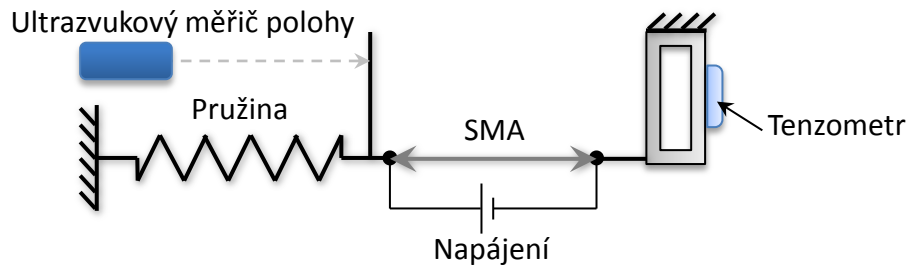 Ultrazvukový měřič polohy
Pružina
SMA
Tenzometr
Napájení